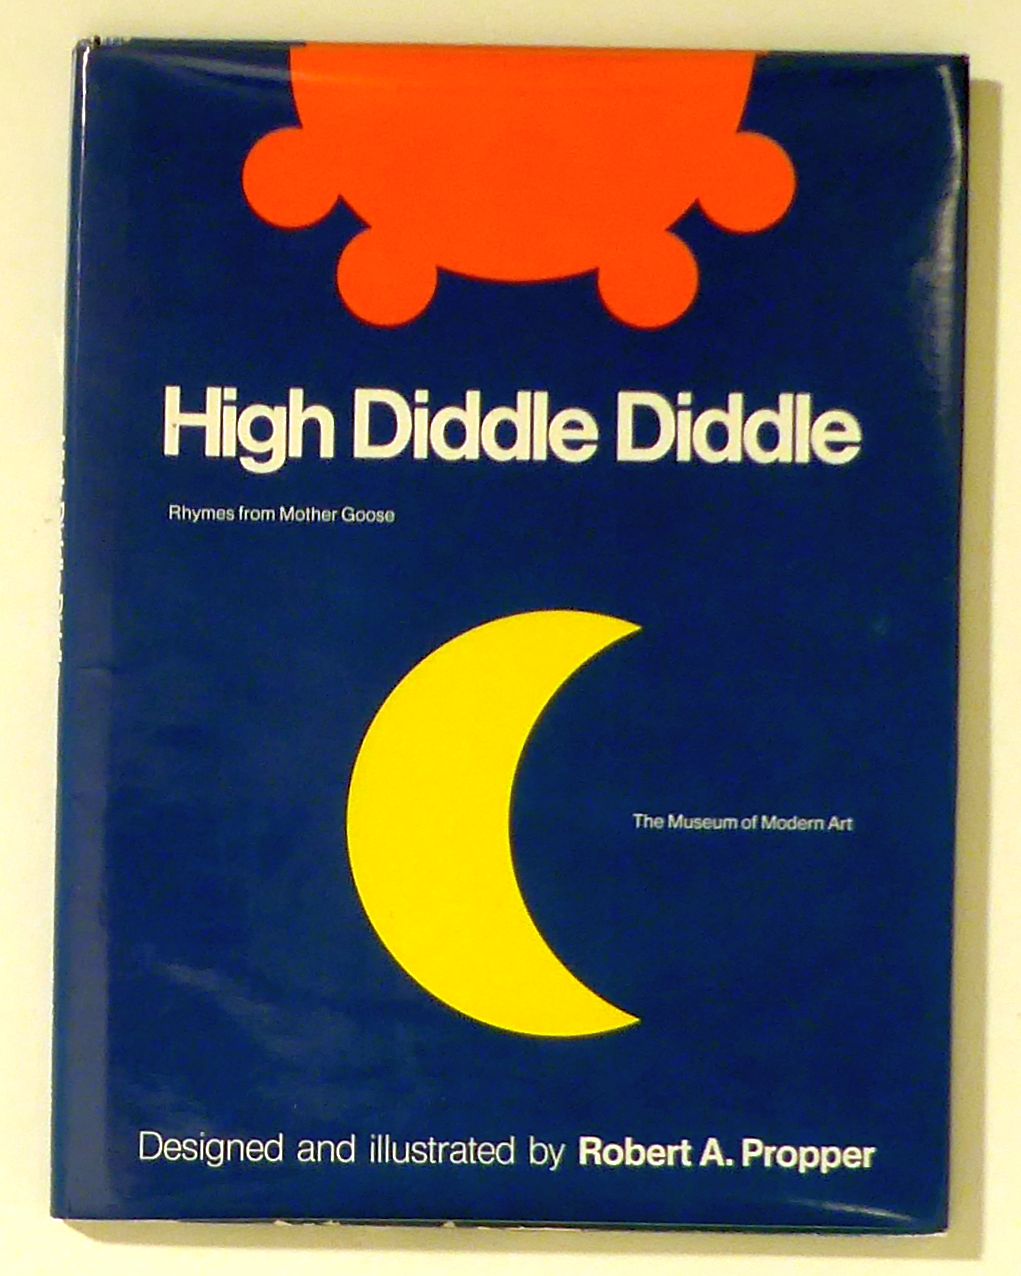 High Diddle Diddle
Rhymes from Mother Goose
The Museum of Modern Art
Designed and illustrated by Robert A. Propper